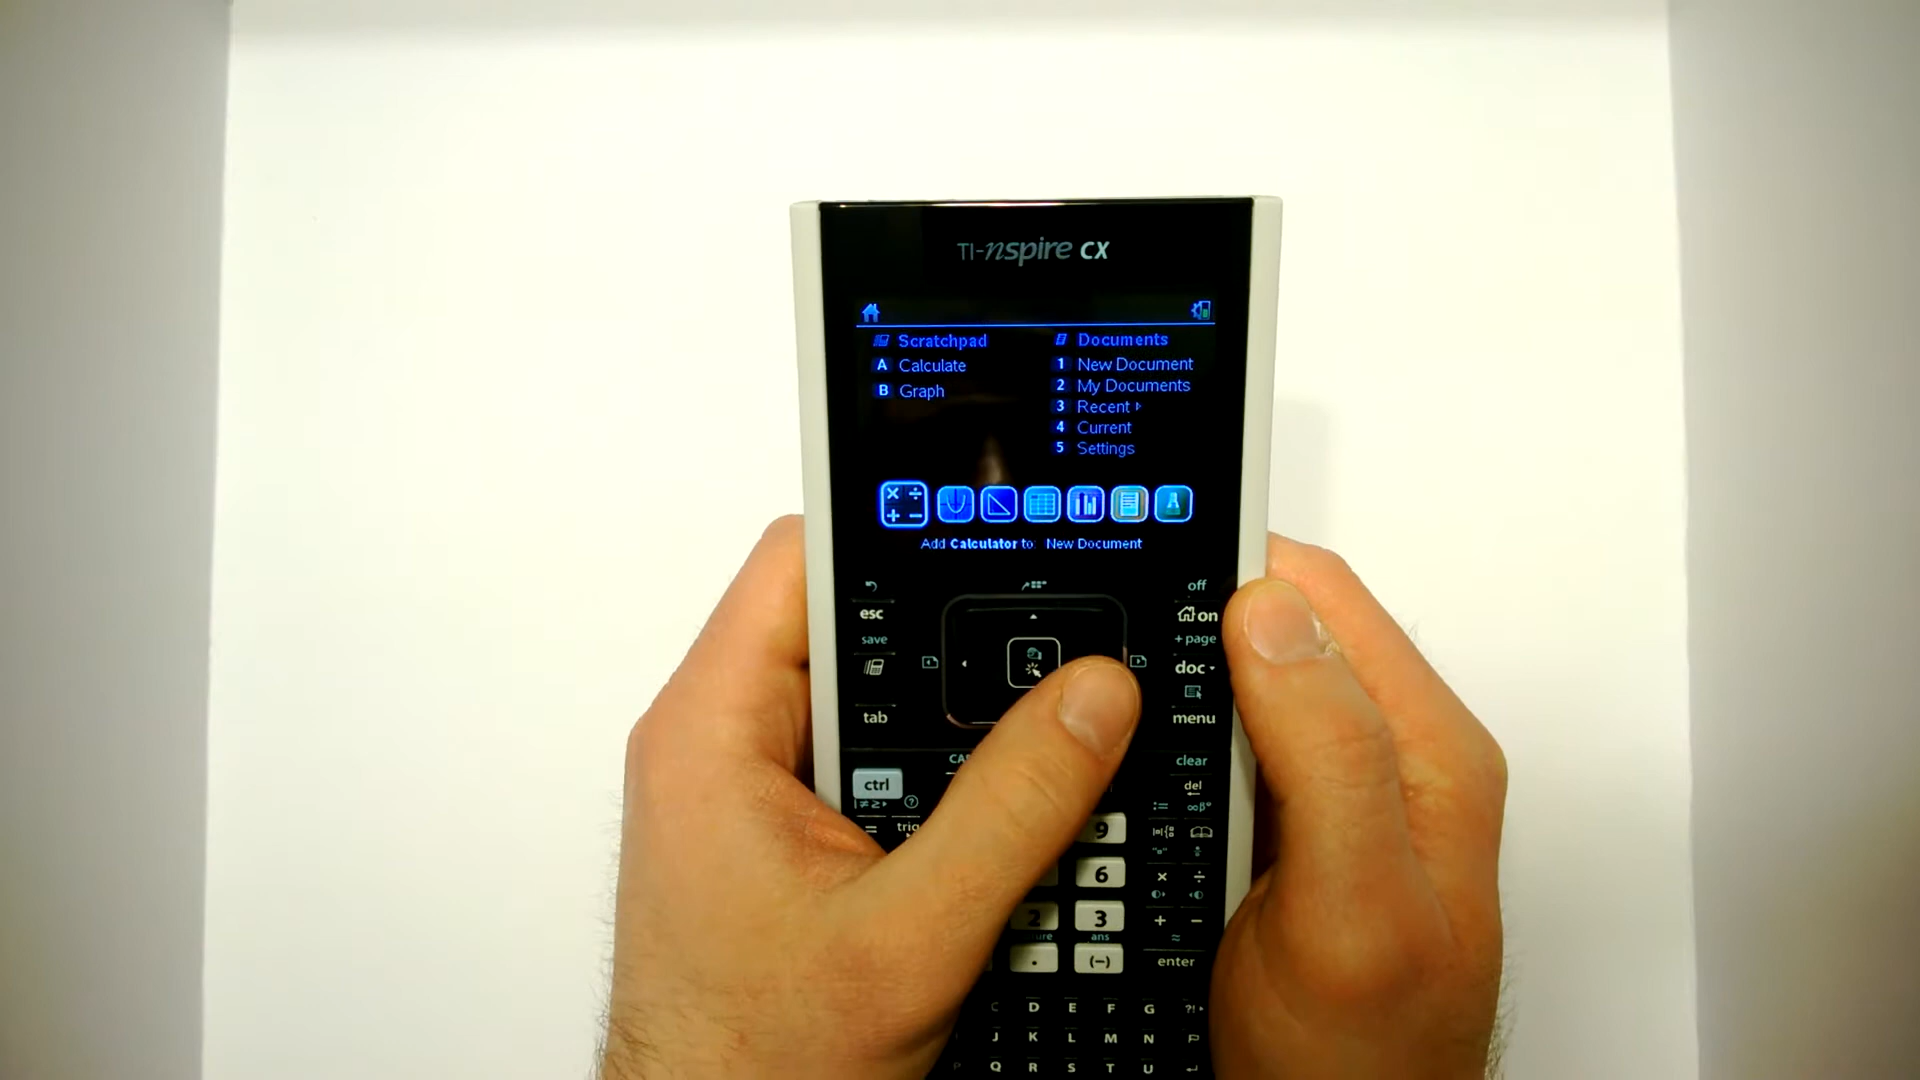 TI-nspire CX
Scratchpad
A Calculate
B Graph
Documents
1 New Document
2 My Documents
3 Recent
4 Current
5 Settings
Add Calculator to: New Document
off
esc
on
save
+ page
doc
tab
menu
clear
ctrl
del
trig
9
6
× ÷
2 3
+ −
ans
. (−)
enter
C D E F G ?!
J K L M N
P Q R S T U